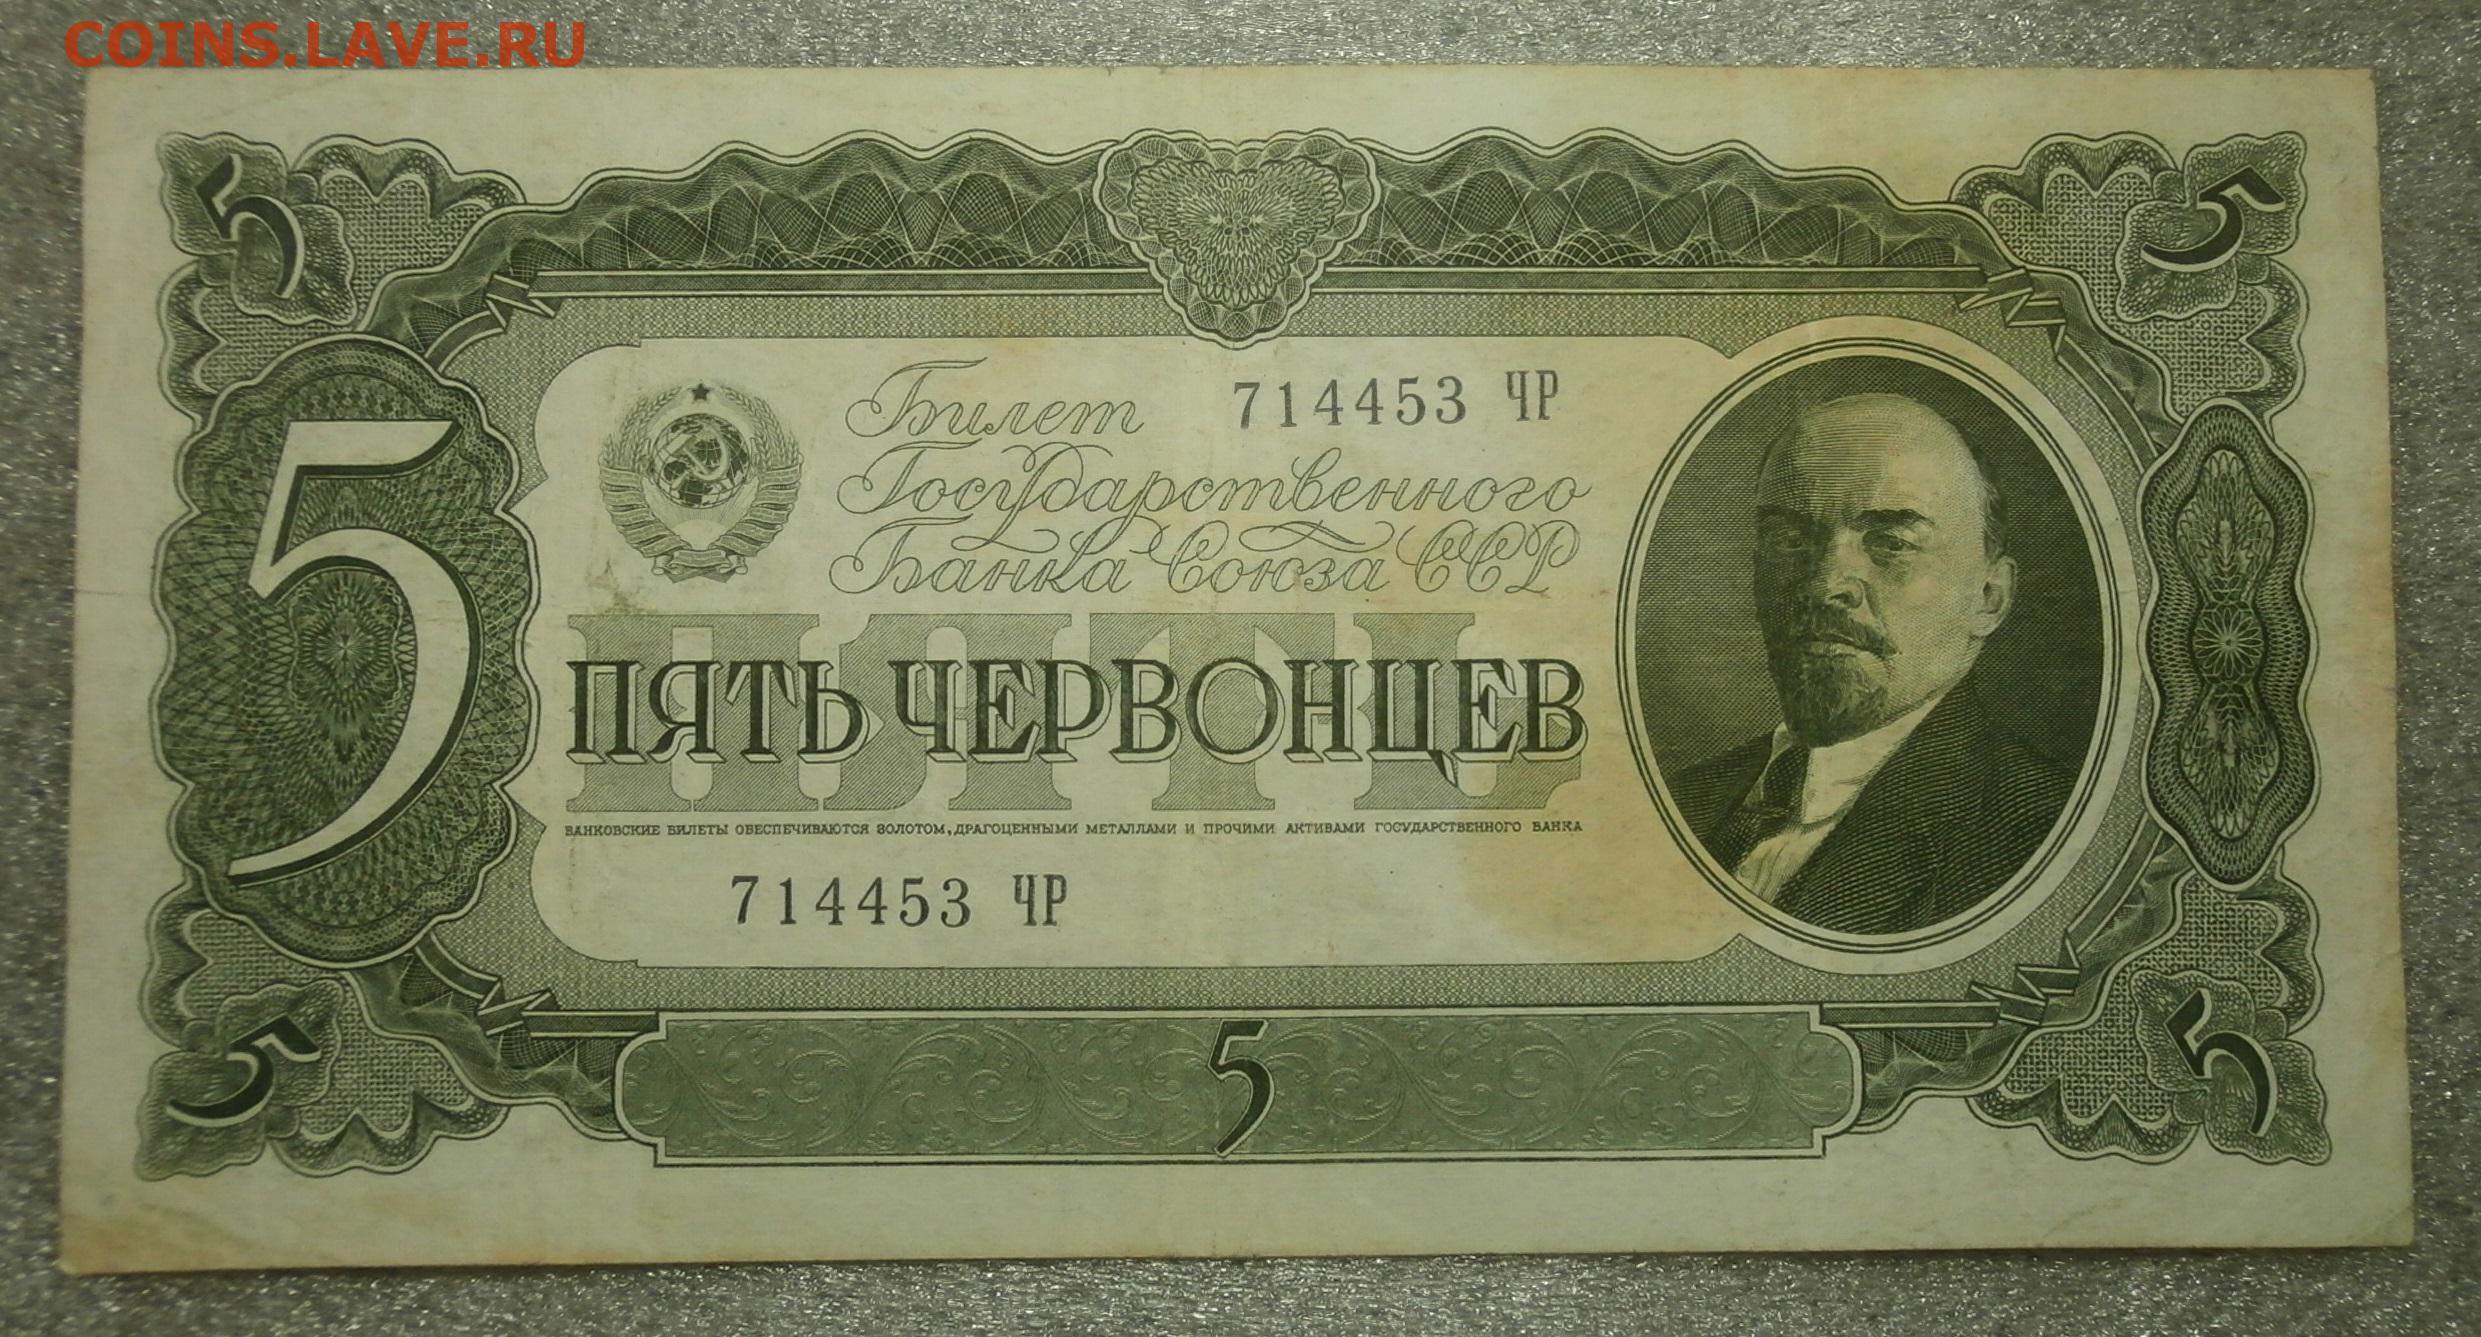 COINS.LAVE.RU
5 5
5
Билет 714453 ЧР
Государственного
Банка Союза ССР
ПЯТЬ
ПЯТЬ ЧЕРВОНЦЕВ
БАНКОВСКИЕ БИЛЕТЫ ОБЕСПЕЧИВАЮТСЯ ЗОЛОТОМ, ДРАГОЦЕННЫМИ МЕТАЛЛАМИ И ПРОЧИМИ АКТИВАМИ ГОСУДАРСТВЕННОГО БАНКА
714453 ЧР
5 5 5